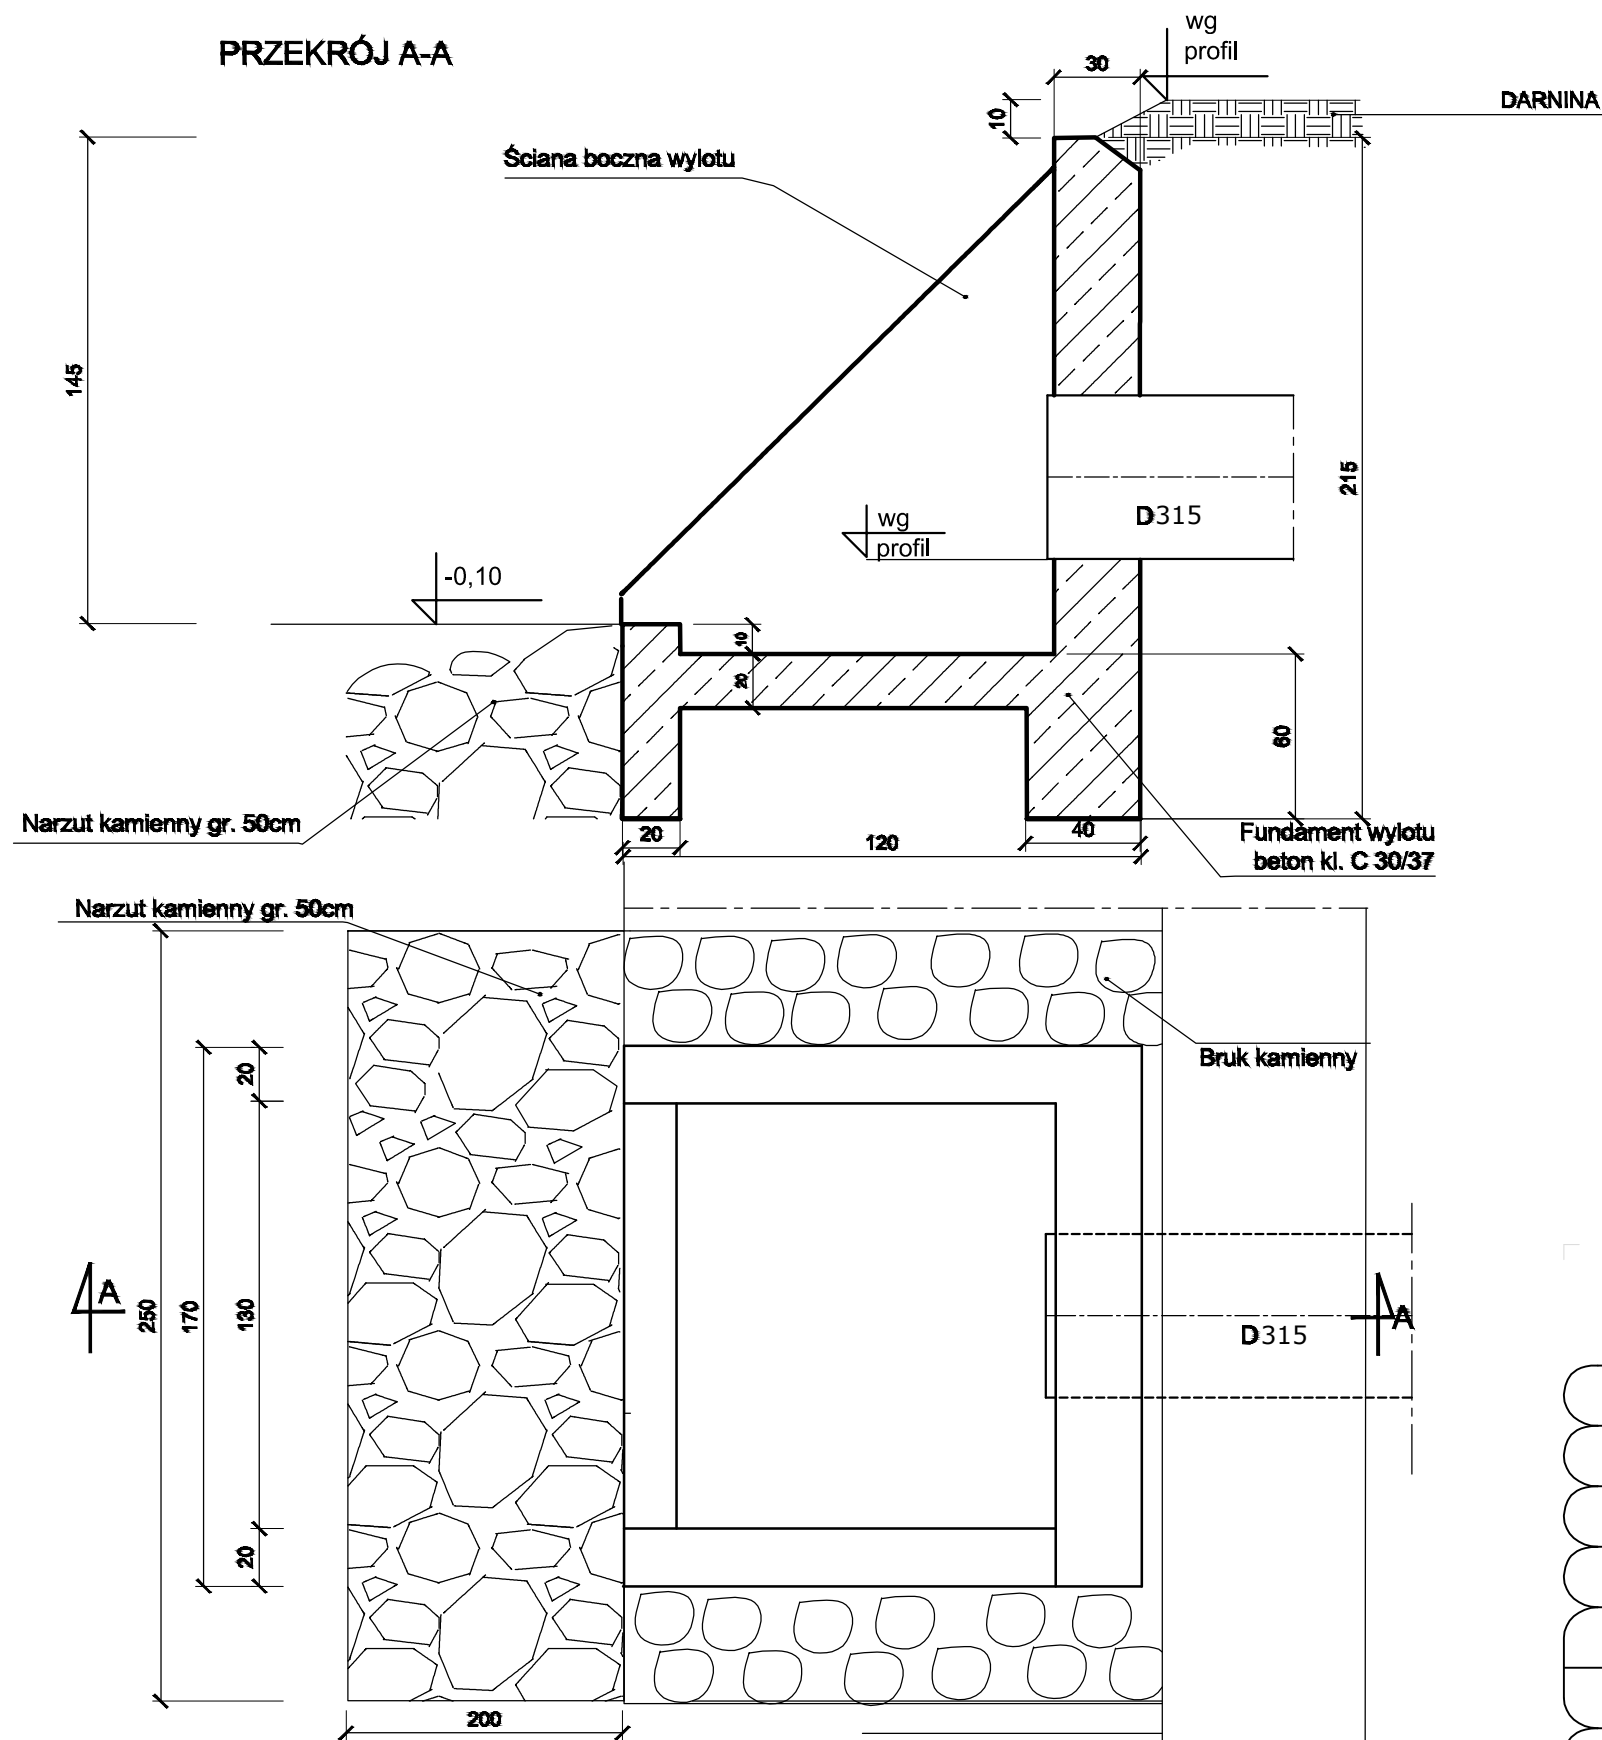 PRZEKRÓJ A-A
wg
profil
30
10
DARNINA
Ściana boczna wylotu
145
215
D315
wg
profil
-0,10
10
20
60
Narzut kamienny gr. 50cm
20
120
40
Fundament wylotu
beton kl. C 30/37
Narzut kamienny gr. 50cm
Bruk kamienny
20
250
170
130
A
A
D315
20
200